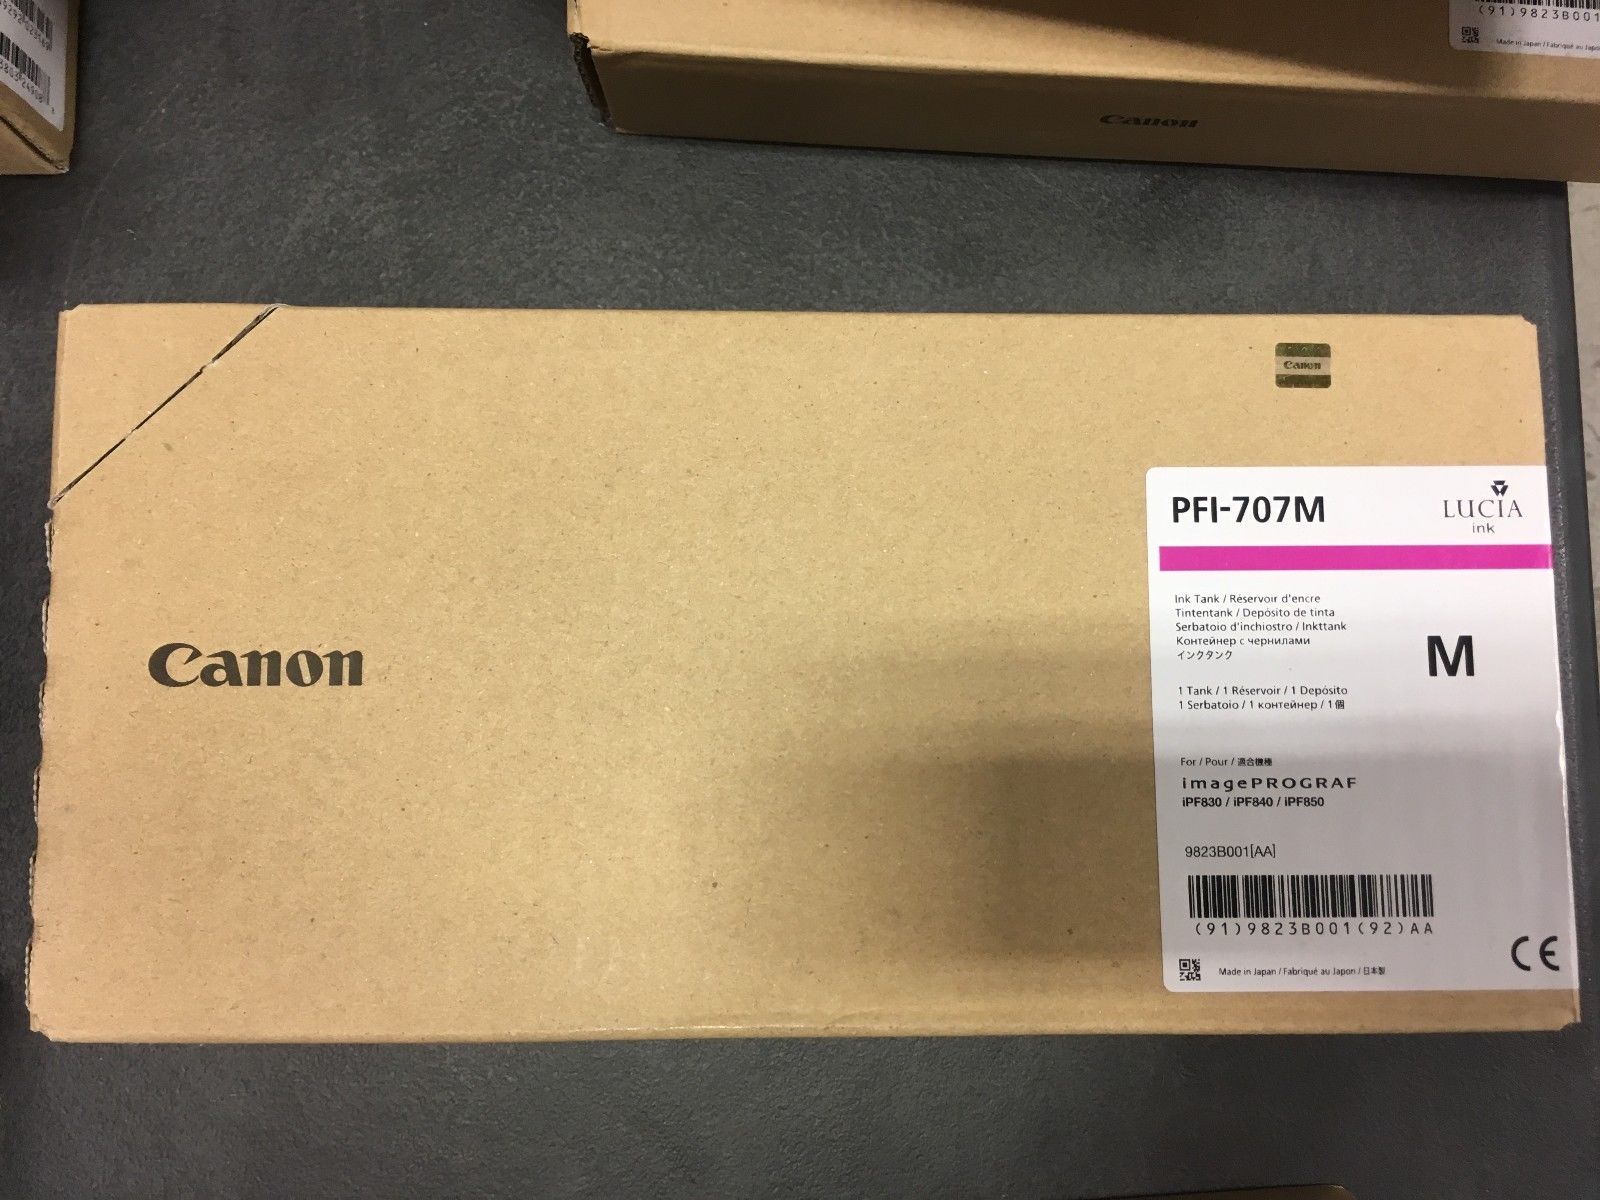 (91)9823B001
Made in Japan / Fabriqué au Japon
Canon
Canon
Canon
PFI-707M
LUCIA
ink
Ink Tank / Réservoir d'encre
Tintentank / Depósito de tinta
Serbatoio d'inchiostro / Inkttank
Контейнер с чернилами
インクタンク
M
1 Tank / 1 Réservoir / 1 Depósito
1 Serbatoio / 1 контейнер / 1個
For / Pour / 適合機種
imagePROGRAF
iPF830 / iPF840 / iPF850
9823B001[AA]
(91)9823B001(92)AA
Made in Japan / Fabriqué au Japon / 日本製
CE